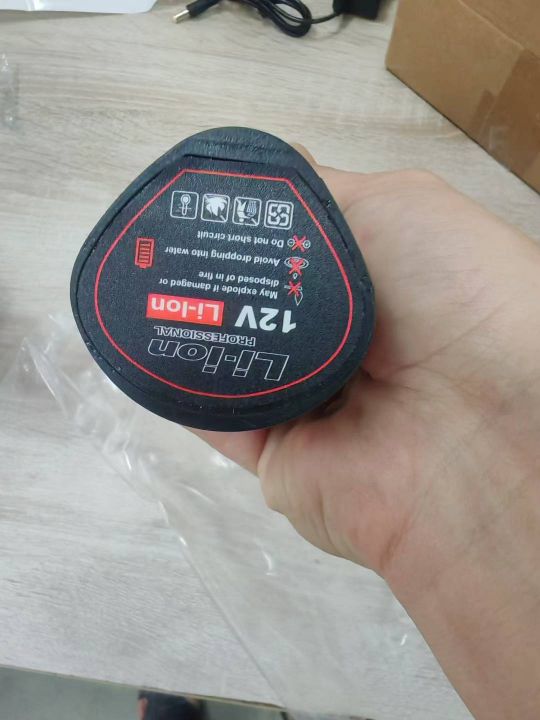 Li-ion
PROFESSIONAL
12V Li-Ion
May explode if damaged or
disposed of in fire
Avoid dropping into water
Do not short circuit